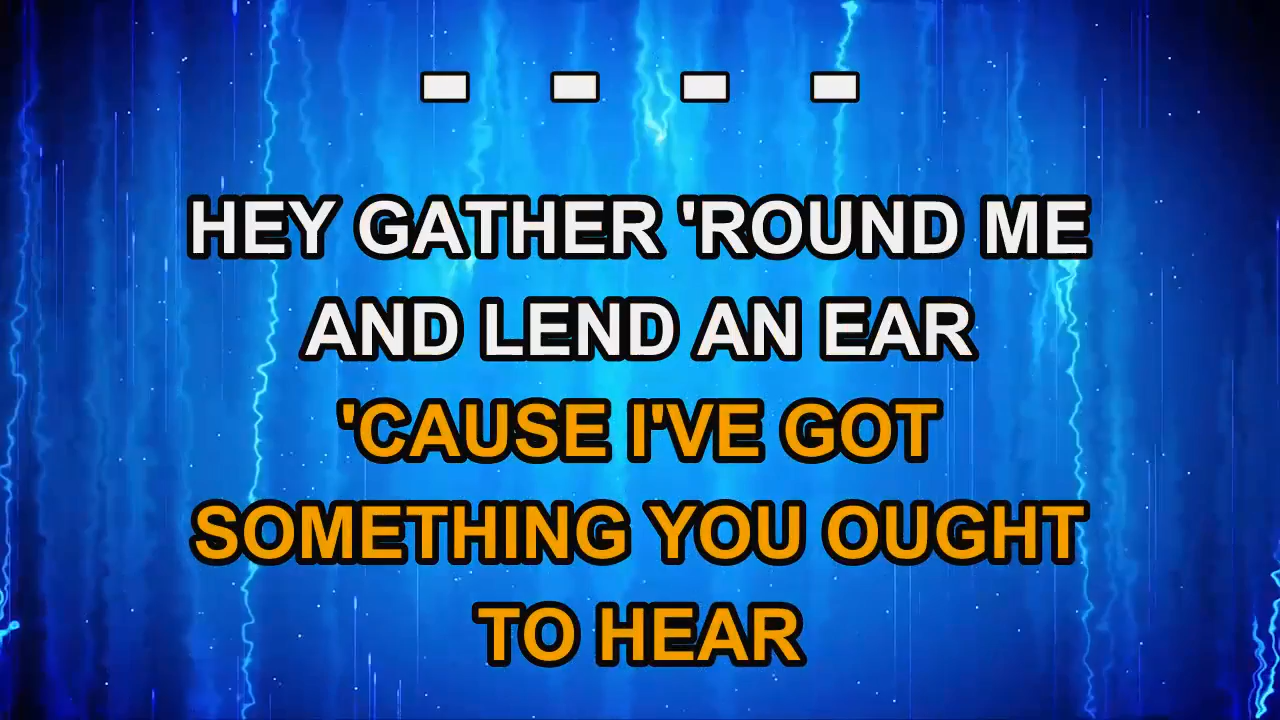 - - - -
HEY GATHER 'ROUND ME
AND LEND AN EAR
'CAUSE I'VE GOT
SOMETHING YOU OUGHT
TO HEAR